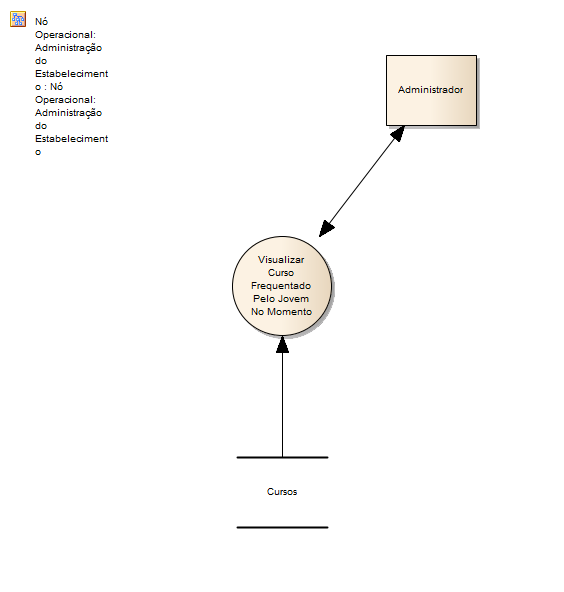 Nó
Operacional:
Administração
do
Estabeleciment
o : Nó
Operacional:
Administração
do
Estabeleciment
o
Administrador
Visualizar
Curso
Frequentado
Pelo Jovem
No Momento
Cursos